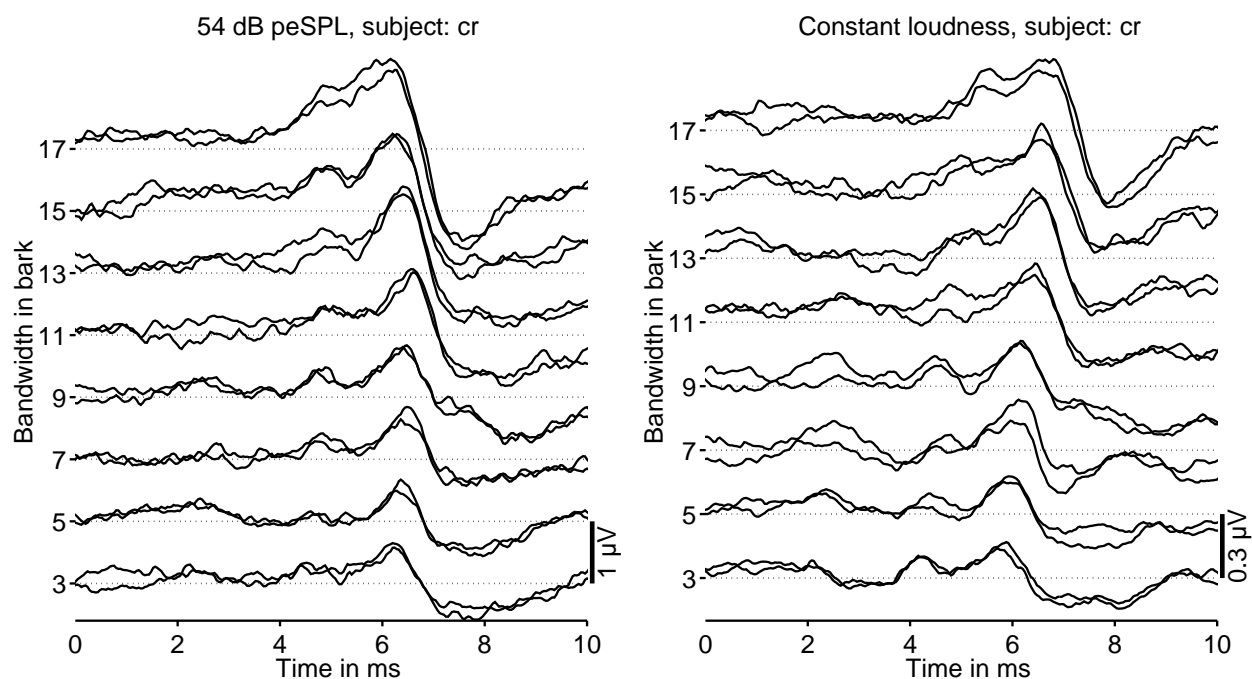 54 dB peSPL, subject: cr
Bandwidth in bark
17
15
13
11
9
7
5
3
1 µV
0 2 4 6 8 10
Time in ms
Constant loudness, subject: cr
Bandwidth in bark
17
15
13
11
9
7
5
3
0.3 µV
0 2 4 6 8 10
Time in ms